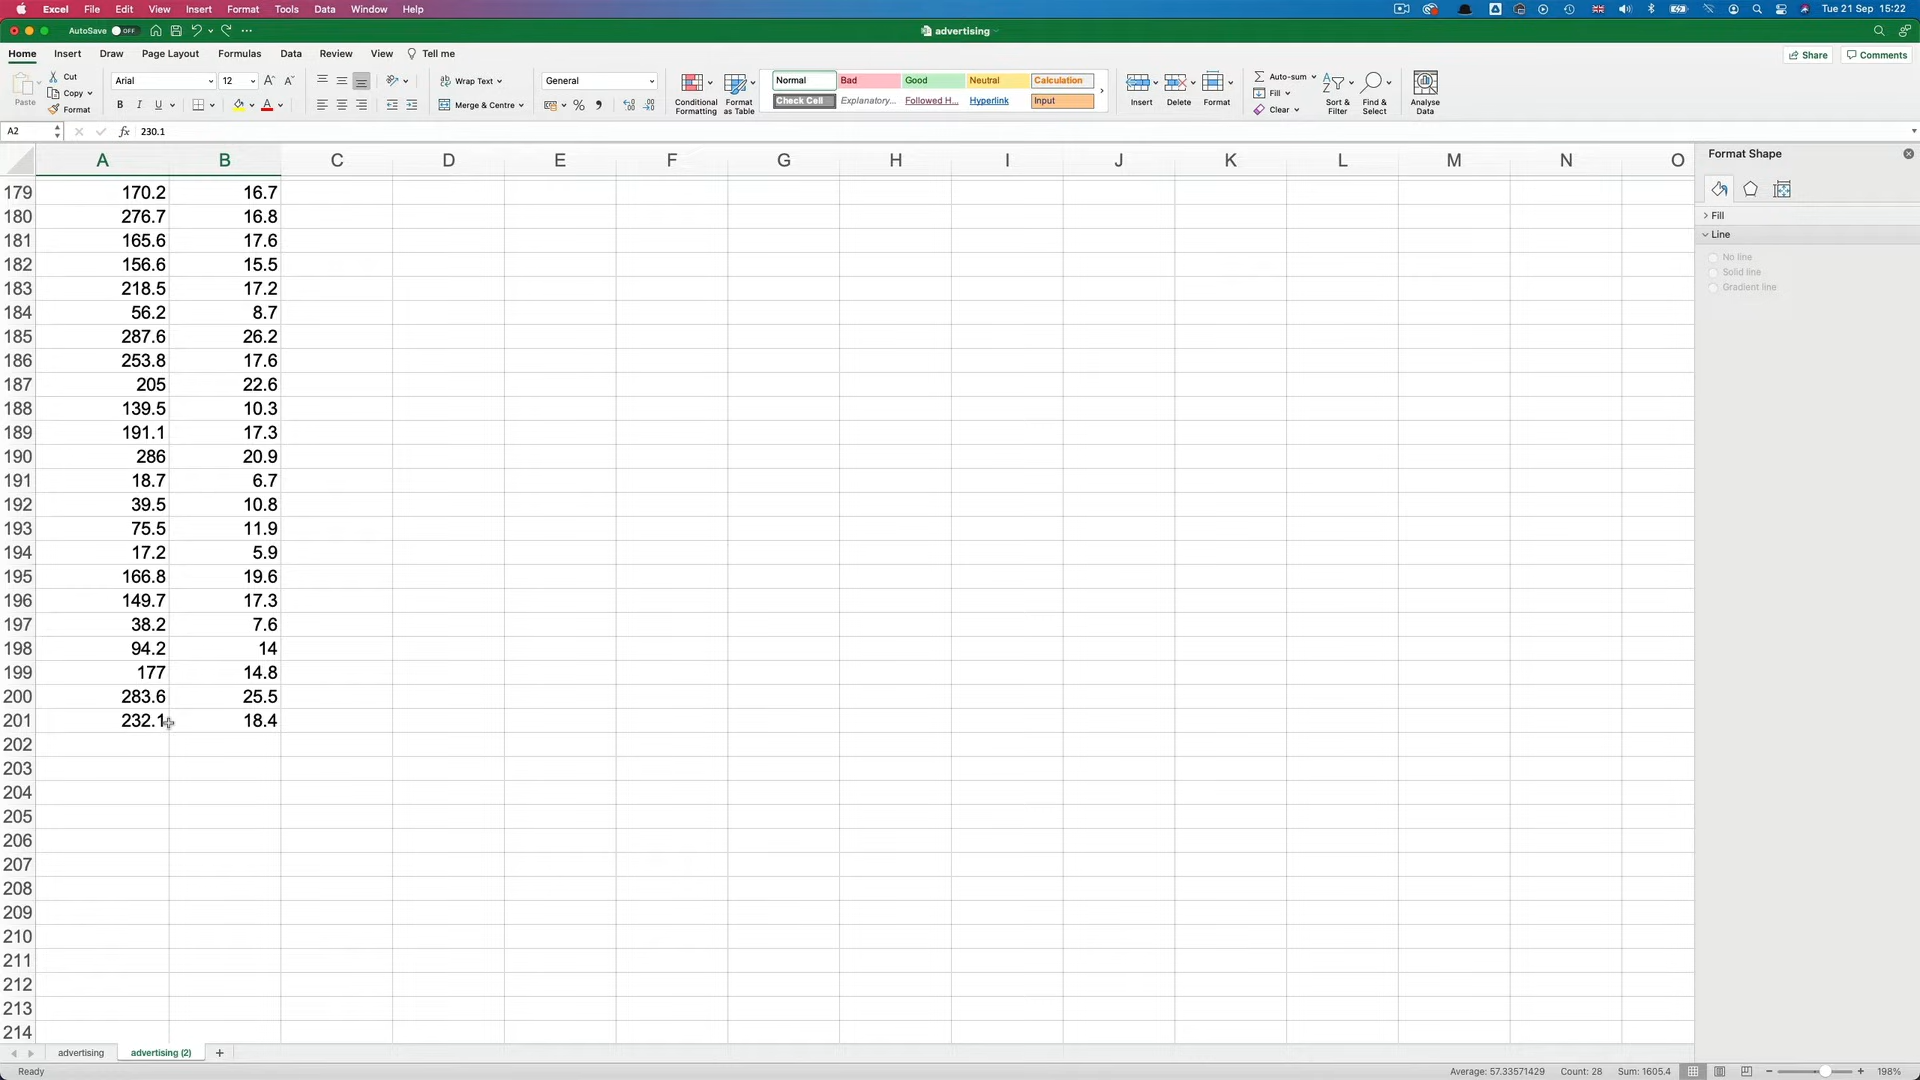 Excel File Edit View Insert Format Tools Data Window Help Tue 21 Sep 15:22
AutoSave OFF advertising
Home Insert Draw Page Layout Formulas Data Review View Tell me Share Comments
Paste Cut Copy Format
Arial 12 A A Wrap Text General
B I U A Merge & Centre
Conditional Formatting
Format as Table
Normal Bad Good Neutral Calculation
Check Cell Explanatory... Followed H... Hyperlink Input
Insert Delete Format
Auto-sum
Fill
Clear
Sort & Filter
Find & Select
Analyse Data
A2 fx 230.1
A B C D E F G H I J K L M N O
179 170.2 16.7
180 276.7 16.8
181 165.6 17.6
182 156.6 15.5
183 218.5 17.2
184 56.2 8.7
185 287.6 26.2
186 253.8 17.6
187 205 22.6
188 139.5 10.3
189 191.1 17.3
190 286 20.9
191 18.7 6.7
192 39.5 10.8
193 75.5 11.9
194 17.2 5.9
195 166.8 19.6
196 149.7 17.3
197 38.2 7.6
198 94.2 14
199 177 14.8
200 283.6 25.5
201 232.1 18.4
202
203
204
205
206
207
208
209
210
211
212
213
214
Format Shape
Fill
Line
No line
Solid line
Gradient line
advertising advertising (2) +
Ready Average: 57.33571429 Count: 28 Sum: 1605.4 198%